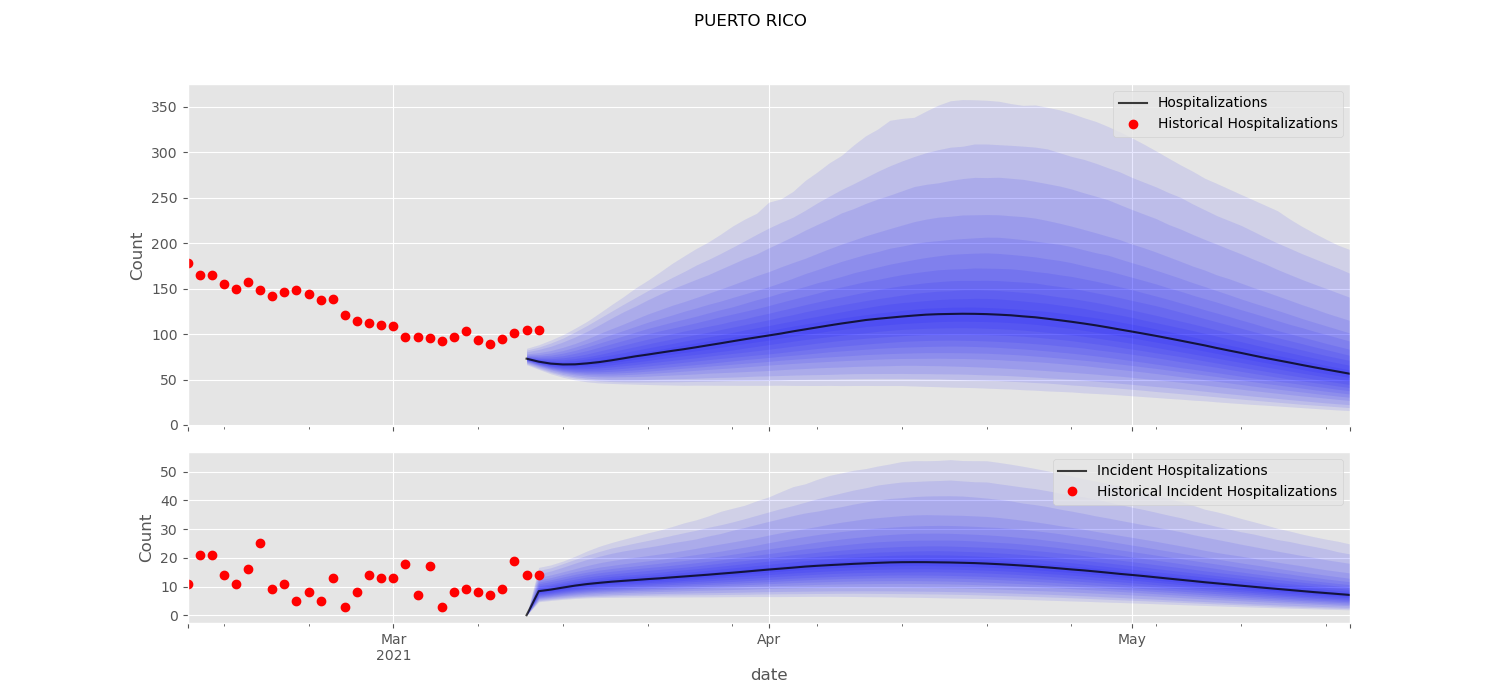 PUERTO RICO
Hospitalizations
Historical Hospitalizations
350
300
250
200
150
100
50
0
Count
Incident Hospitalizations
Historical Incident Hospitalizations
50
40
30
20
10
0
Count
Mar
2021
Apr
May
date